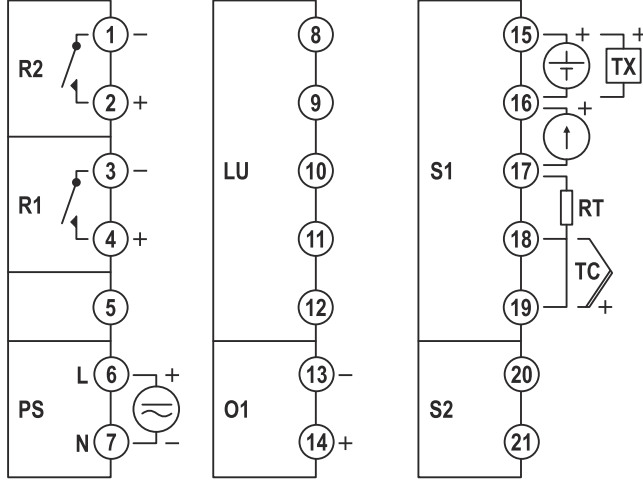 R2
1 −
2 +
R1
3 −
4 +
5
PS
L 6 +
N 7 −
LU
8
9
10
11
12
O1
13 −
14 +
S1
15 + + TX
16 +
17
RT
18
TC
19 +
S2
20
21